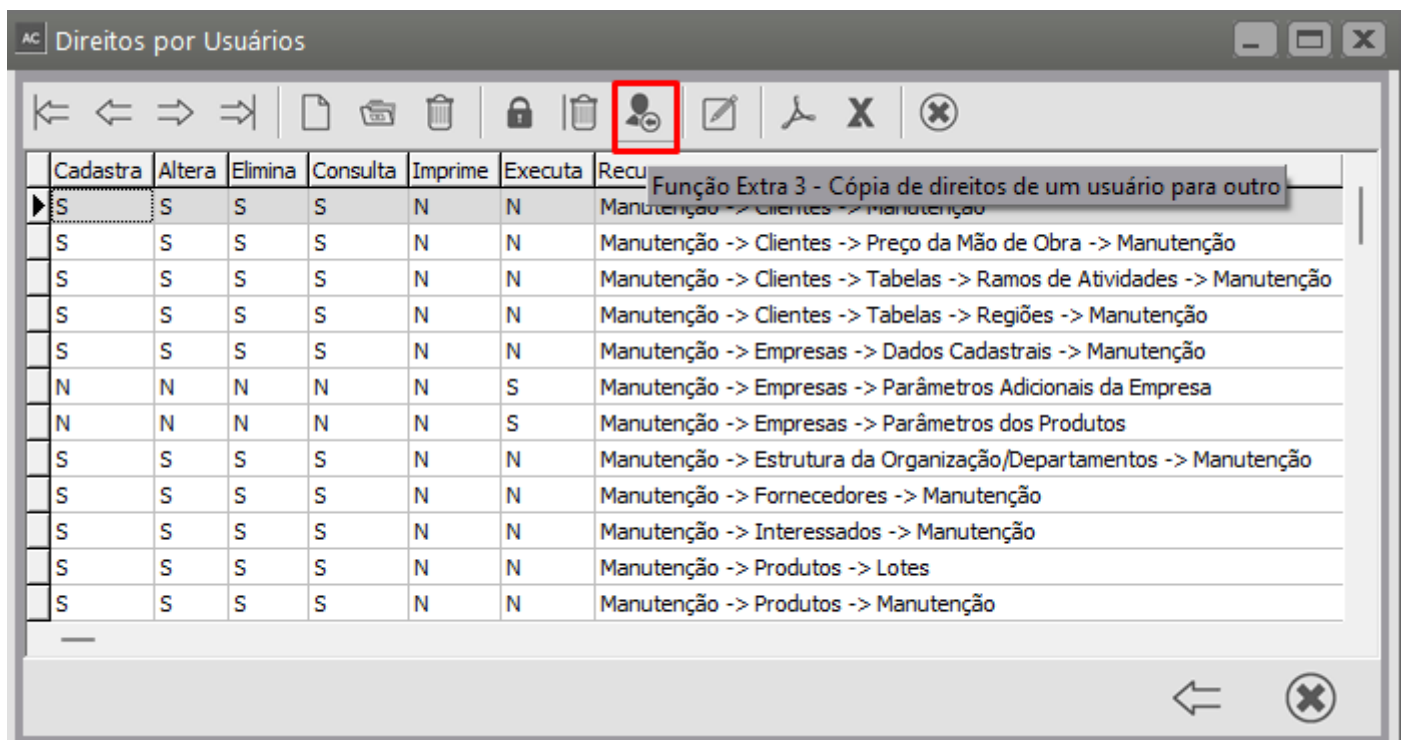 AC Direitos por Usuários
X
Cadastra Altera Elimina Consulta Imprime Executa Recu
Função Extra 3 - Cópia de direitos de um usuário para outro
S S S S N N Manutenção -> Clientes -> Manutenção
S S S S N N Manutenção -> Clientes -> Preço da Mão de Obra -> Manutenção
S S S S N N Manutenção -> Clientes -> Tabelas -> Ramos de Atividades -> Manutenção
S S S S N N Manutenção -> Clientes -> Tabelas -> Regiões -> Manutenção
S S S S N N Manutenção -> Empresas -> Dados Cadastrais -> Manutenção
N N N N N S Manutenção -> Empresas -> Parâmetros Adicionais da Empresa
N N N N N S Manutenção -> Empresas -> Parâmetros dos Produtos
S S S S N N Manutenção -> Estrutura da Organização/Departamentos -> Manutenção
S S S S N N Manutenção -> Fornecedores -> Manutenção
S S S S N N Manutenção -> Interessados -> Manutenção
S S S S N N Manutenção -> Produtos -> Lotes
S S S S N N Manutenção -> Produtos -> Manutenção